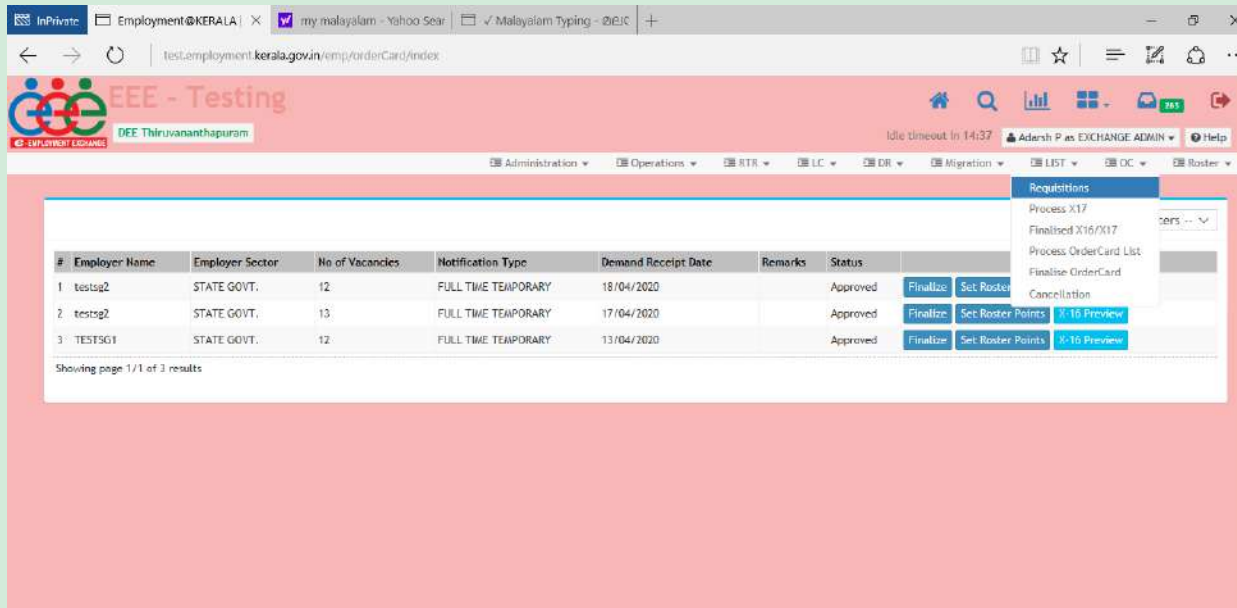 InPrivate
Employment@KERALA |
my malayalam - Yahoo Sear
✓ Malayalam Typing -
test.employment.kerala.gov.in/emp/orderCard/index
EEE - Testing
e-EMPLOYMENT EXCHANGE
DEE Thiruvananthapuram
265
Idle timeout in 14:37
Adarsh P as EXCHANGE ADMIN
Help
Administration Operations RTR LC DR Migration LIST OC Roster
Requisitions
Process X17
Finalised X16/X17
Process OrderCard List
Finalise OrderCard
Cancellation
# Employer Name Employer Sector No of Vacancies Notification Type Demand Receipt Date Remarks Status
1 testsg2 STATE GOVT. 12 FULL TIME TEMPORARY 18/04/2020 Approved Finalize Set Roster
2 testsg2 STATE GOVT. 13 FULL TIME TEMPORARY 17/04/2020 Approved Finalize Set Roster Points X-16 Preview
3 TESTSG1 STATE GOVT. 12 FULL TIME TEMPORARY 13/04/2020 Approved Finalize Set Roster Points X-16 Preview
Showing page 1/1 of 3 results